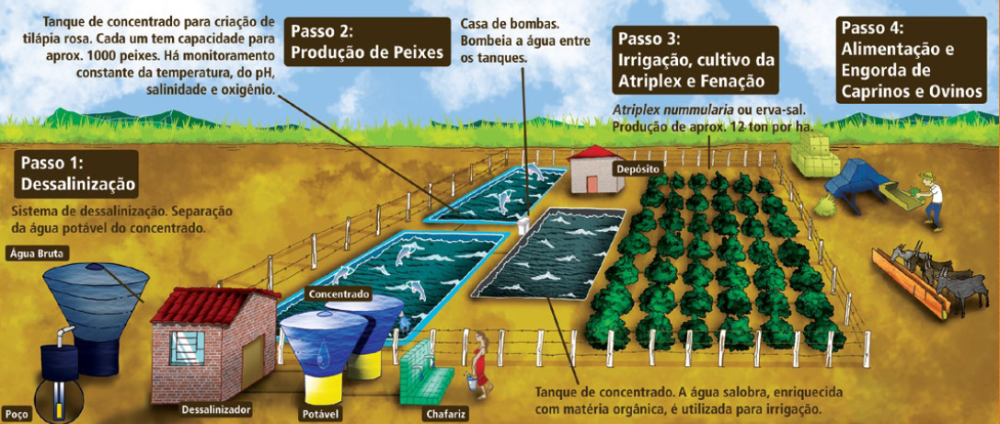 Tanque de concentrado para criação de
tilápia rosa. Cada um tem capacidade para
aprox. 1000 peixes. Há monitoramento
constante da temperatura, do pH,
salinidade e oxigênio.
Passo 2:
Produção de Peixes
Casa de bombas.
Bombeia a água entre
os tanques.
Passo 3:
Irrigação, cultivo da
Atriplex e Fenação
Atriplex nummularia ou erva-sal.
Produção de aprox. 12 ton por ha.
Passo 4:
Alimentação e
Engorda de
Caprinos e Ovinos
Passo 1:
Dessalinização
Sistema de dessalinização. Separação
da água potável do concentrado.
Depósito
Água Bruta
Concentrado
Poço
Dessalinizador
Potável
Chafariz
Tanque de concentrado. A água salobra, enriquecida
com matéria orgânica, é utilizada para irrigação.